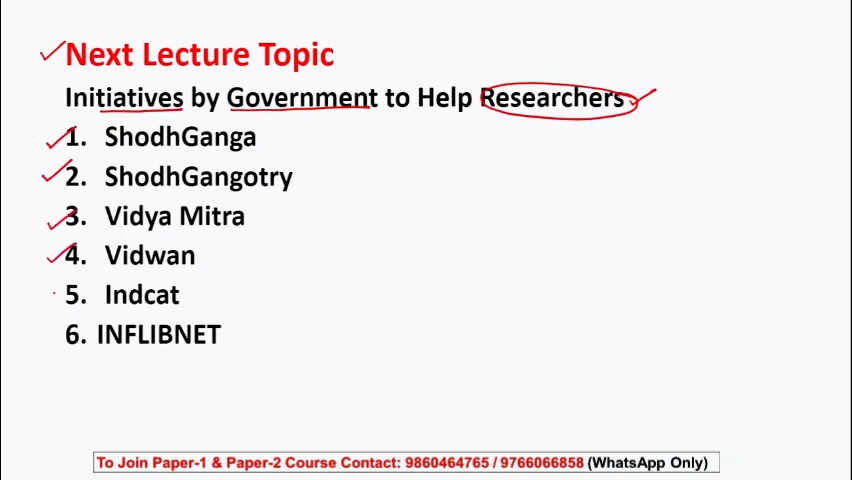 Next Lecture Topic
Initiatives by Government to Help Researchers
1. ShodhGanga
2. ShodhGangotry
3. Vidya Mitra
4. Vidwan
5. Indcat
6. INFLIBNET
To Join Paper-1 & Paper-2 Course Contact: 9860464765 / 9766066858 (WhatsApp Only)